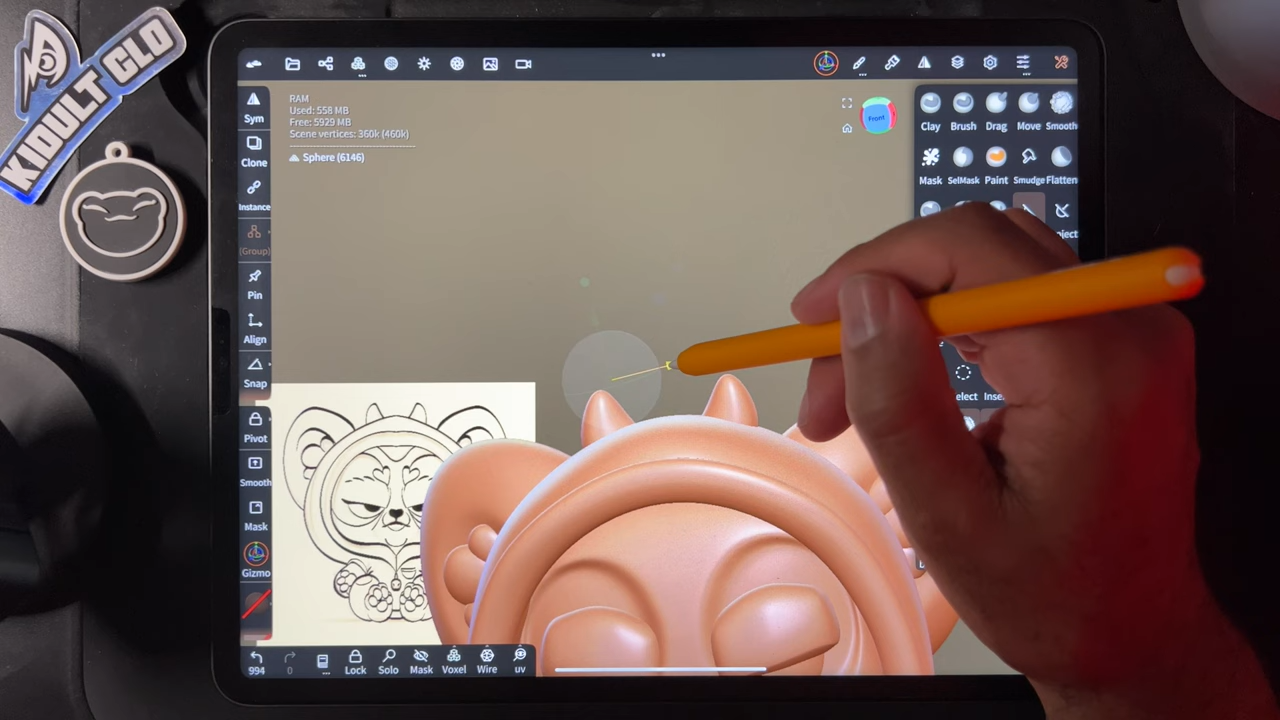 KIDULT CLO
RAM
Used: 558 MB
Free: 5929 MB
Scene vertices: 360k (460k)
Sphere (6146)
Front
Sym
Clone
Instance
(Group)
Pin
Align
Snap
Pivot
Smooth
Mask
Gizmo
Clay Brush Drag Move Smooth
Mask SelMask Paint Smudge Flatten
994 0 Lock Solo Mask Voxel Wire uv